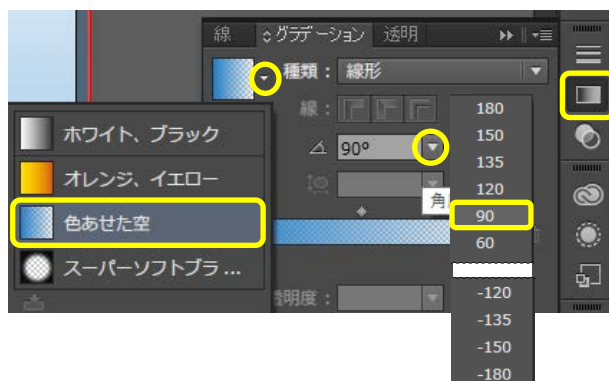 線 グラデーション 透明
種類： 線形
線：
90°
角
透明度：
ホワイト、ブラック
オレンジ、イエロー
色あせた空
スーパーソフトブラ ...
180
150
135
120
90
60
-120
-135
-150
-180